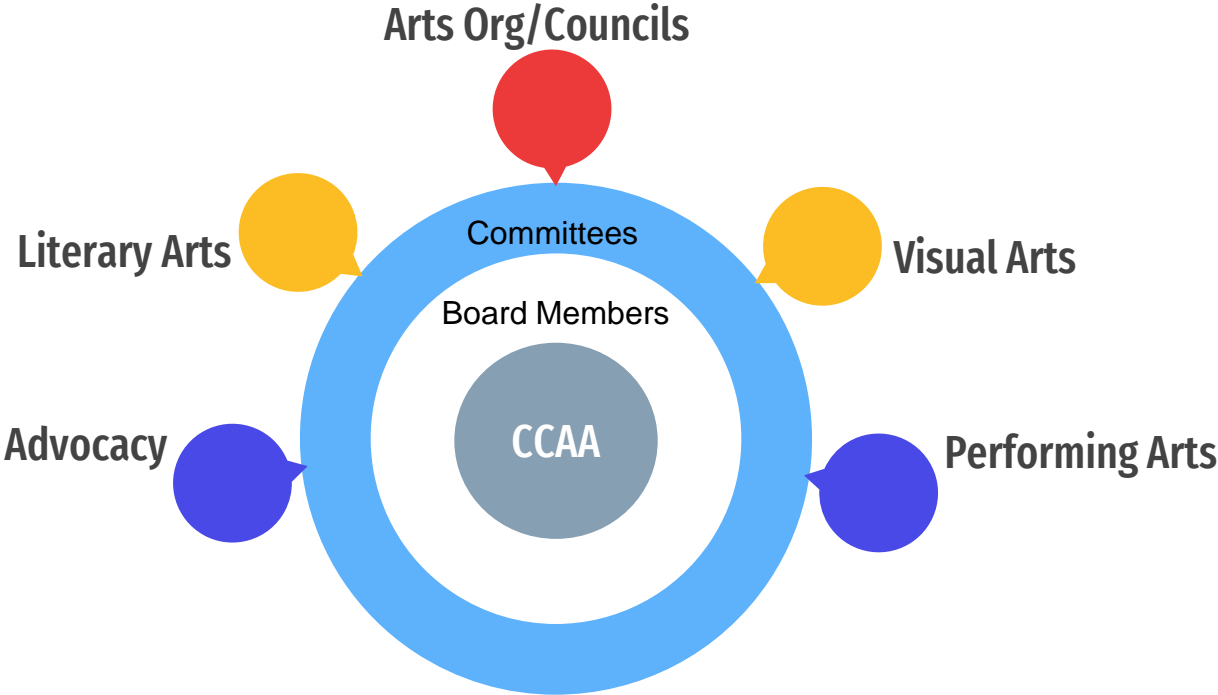 Arts Org/Councils
Committees
Literary Arts
Visual Arts
Board Members
Advocacy
CCAA
Performing Arts